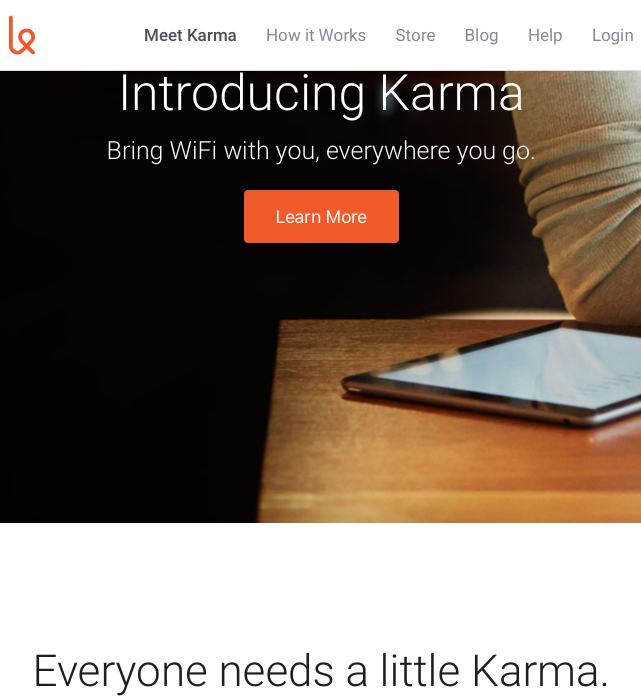 Meet Karma How it Works Store Blog Help Login
Introducing Karma
Bring WiFi with you, everywhere you go.
Learn More
Everyone needs a little Karma.